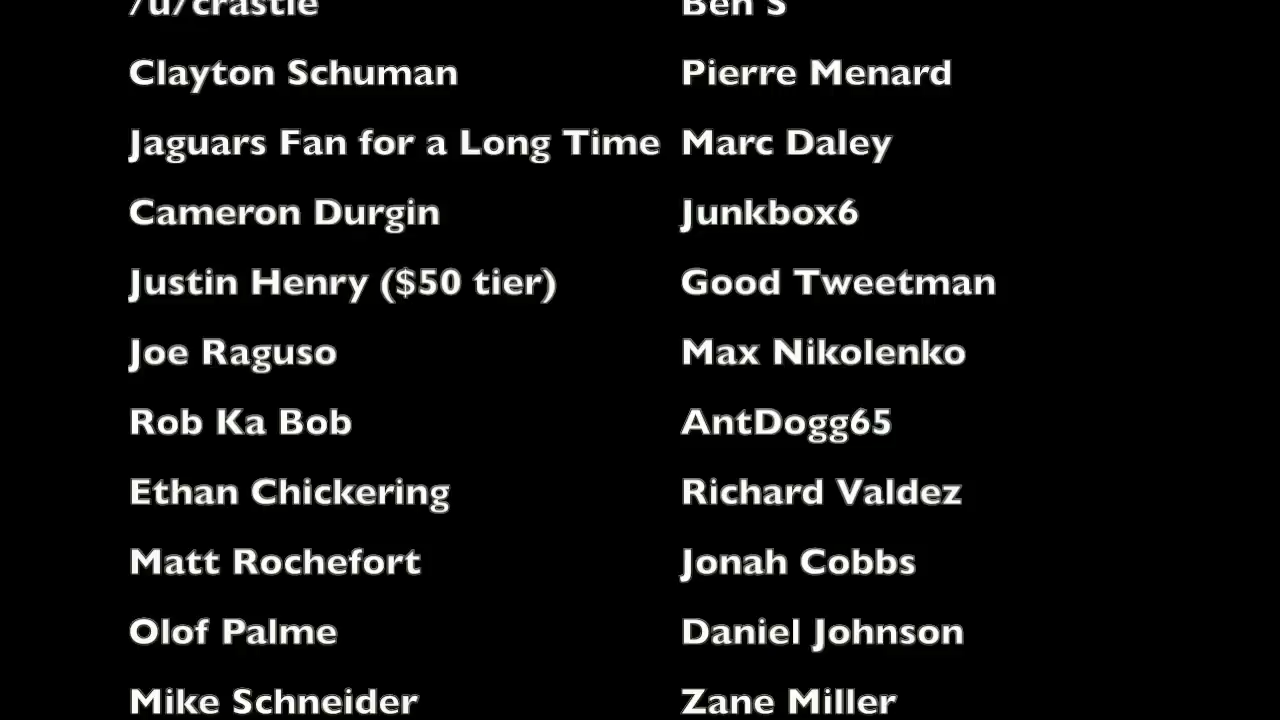 /u/crastle
Ben S
Clayton Schuman
Pierre Menard
Jaguars Fan for a Long Time
Marc Daley
Cameron Durgin
Junkbox6
Justin Henry ($50 tier)
Good Tweetman
Joe Raguso
Max Nikolenko
Rob Ka Bob
AntDogg65
Ethan Chickering
Richard Valdez
Matt Rochefort
Jonah Cobbs
Olof Palme
Daniel Johnson
Mike Schneider
Zane Miller